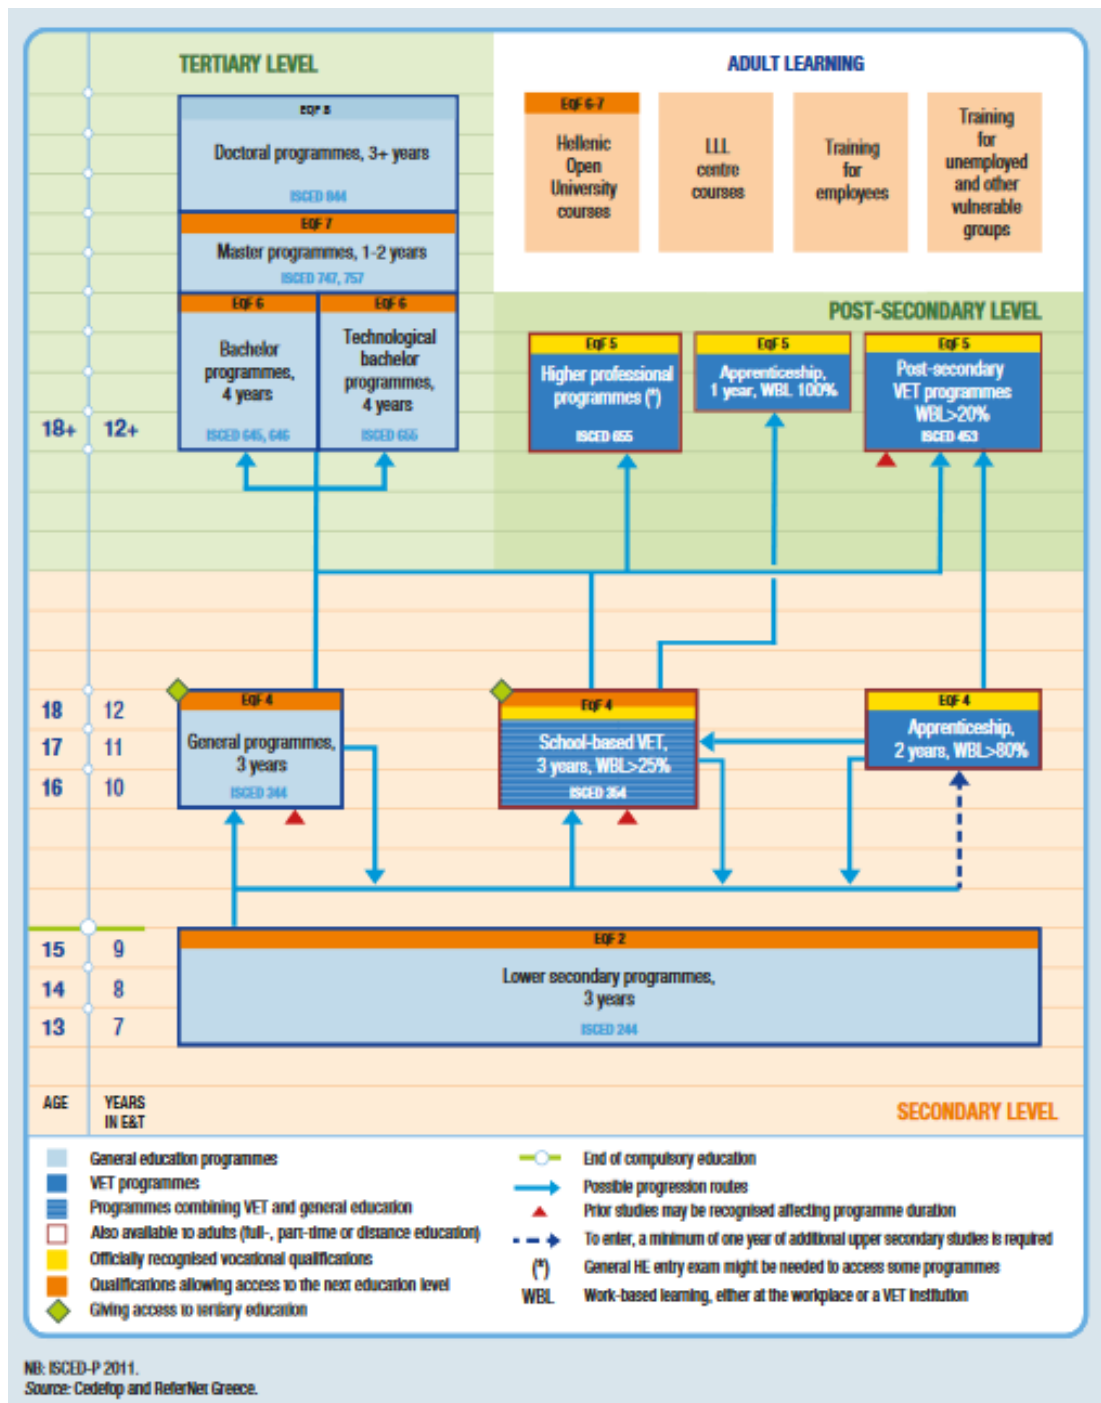 TERTIARY LEVEL
EQF 8
Doctoral programmes, 3+ years
ISCED 844
EQF 7
Master programmes, 1-2 years
ISCED 747, 757
EQF 6
Bachelor
programmes,
4 years
ISCED 645, 646
EQF 6
Technological
bachelor
programmes,
4 years
ISCED 655
ADULT LEARNING
EQF 6-7
Hellenic
Open
University
courses
LLL
centre
courses
Training
for
employees
Training
for
unemployed
and other
vulnerable
groups
POST-SECONDARY LEVEL
EQF 5
Higher professional
programmes (*)
ISCED 655
EQF 5
Apprenticeship,
1 year, WBL 100%
EQF 5
Post-secondary
VET programmes
WBL>20%
ISCED 453
18+ 12+
18 12
17 11
16 10
EQF 4
General programmes,
3 years
ISCED 344
EQF 4
School-based VET,
3 years, WBL>25%
ISCED 354
EQF 4
Apprenticeship,
2 years, WBL>80%
15 9
14 8
13 7
EQF 2
Lower secondary programmes,
3 years
ISCED 244
AGE
YEARS
IN E&T
SECONDARY LEVEL
General education programmes
VET programmes
Programmes combining VET and general education
Also available to adults (full-, part-time or distance education)
Officially recognised vocational qualifications
Qualifications allowing access to the next education level
Giving access to tertiary education
End of compulsory education
Possible progression routes
Prior studies may be recognised affecting programme duration
To enter, a minimum of one year of additional upper secondary studies is required
(*) General HE entry exam might be needed to access some programmes
WBL Work-based learning, either at the workplace or a VET institution
NB: ISCED-P 2011.
Source: Cedefop and ReferNet Greece.